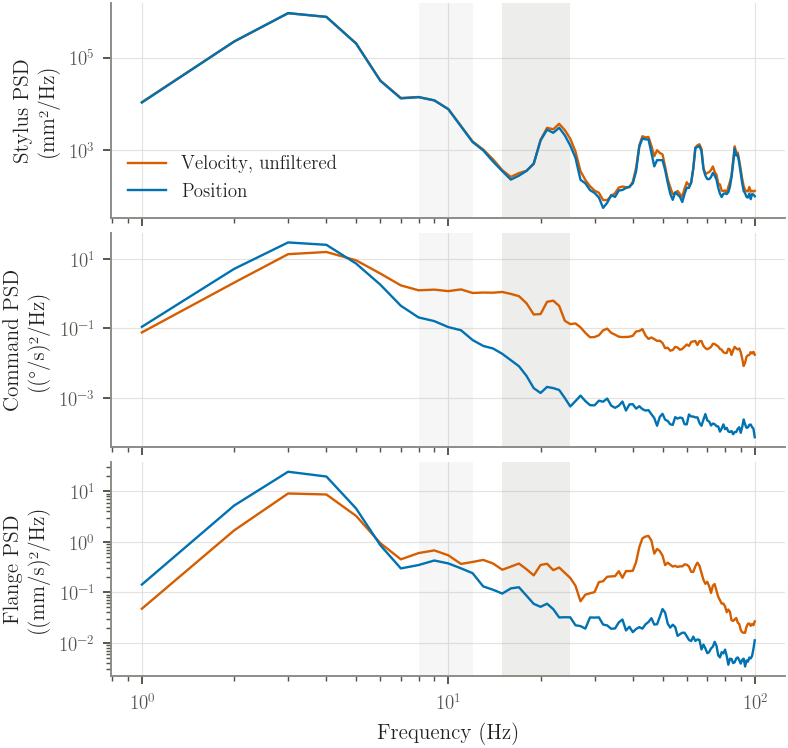 Stylus PSD
(mm²/Hz)
10⁵
10³
Velocity, unfiltered
Position
Command PSD
((°/s)²/Hz)
10¹
10⁻¹
10⁻³
Flange PSD
((mm/s)²/Hz)
10¹
10⁰
10⁻¹
10⁻²
10⁰ 10¹ 10²
Frequency (Hz)